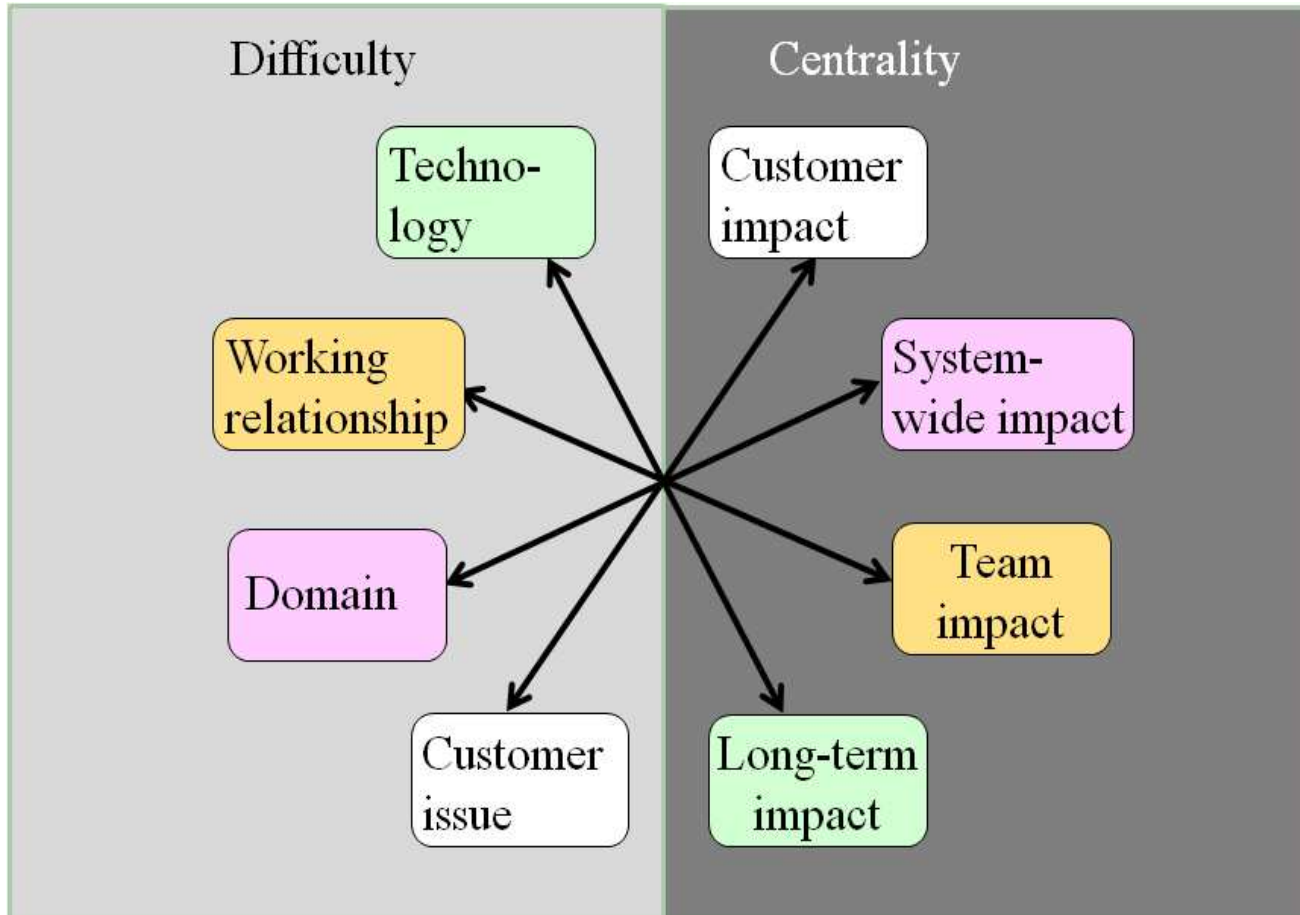 Difficulty
Centrality
Techno-
logy
Customer
impact
Working
relationship
System-
wide impact
Domain
Team
impact
Customer
issue
Long-term
impact